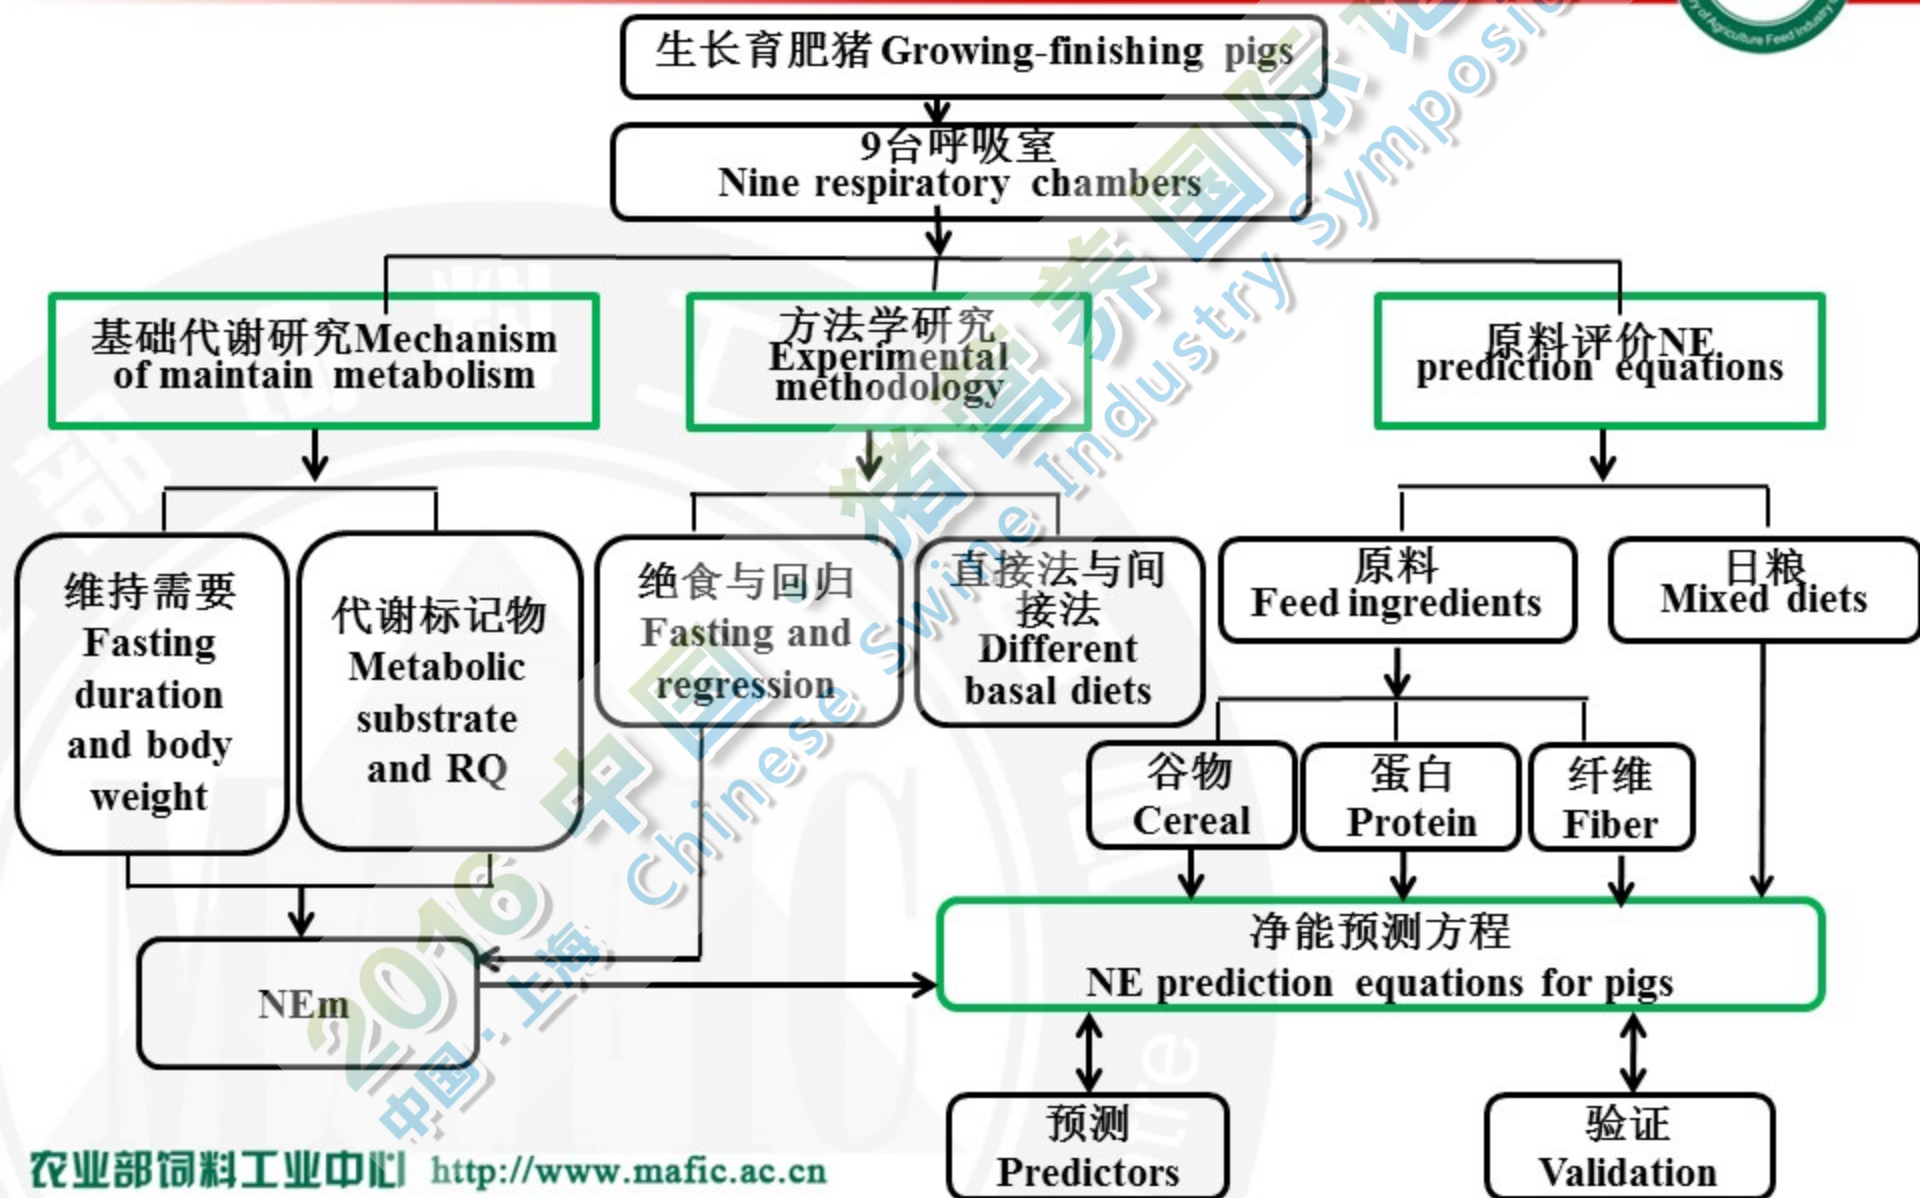 y of Agriculture Feed Industry
生长育肥猪 Growing-finishing pigs
9台呼吸室
Nine respiratory chambers
基础代谢研究Mechanism
of maintain metabolism
方法学研究
Experimental
methodology
原料评价NE
prediction equations
维持需要
Fasting
duration
and body
weight
代谢标记物
Metabolic
substrate
and RQ
绝食与回归
Fasting and
regression
直接法与间
接法
Different
basal diets
原料
Feed ingredients
日粮
Mixed diets
谷物
Cereal
蛋白
Protein
纤维
Fiber
NEm
净能预测方程
NE prediction equations for pigs
预测
Predictors
验证
Validation
2016 中国猪营养国际论
中国·上海 Chinese Swine Industry Symposi
农业部饲料工业中心 http://www.mafic.ac.cn